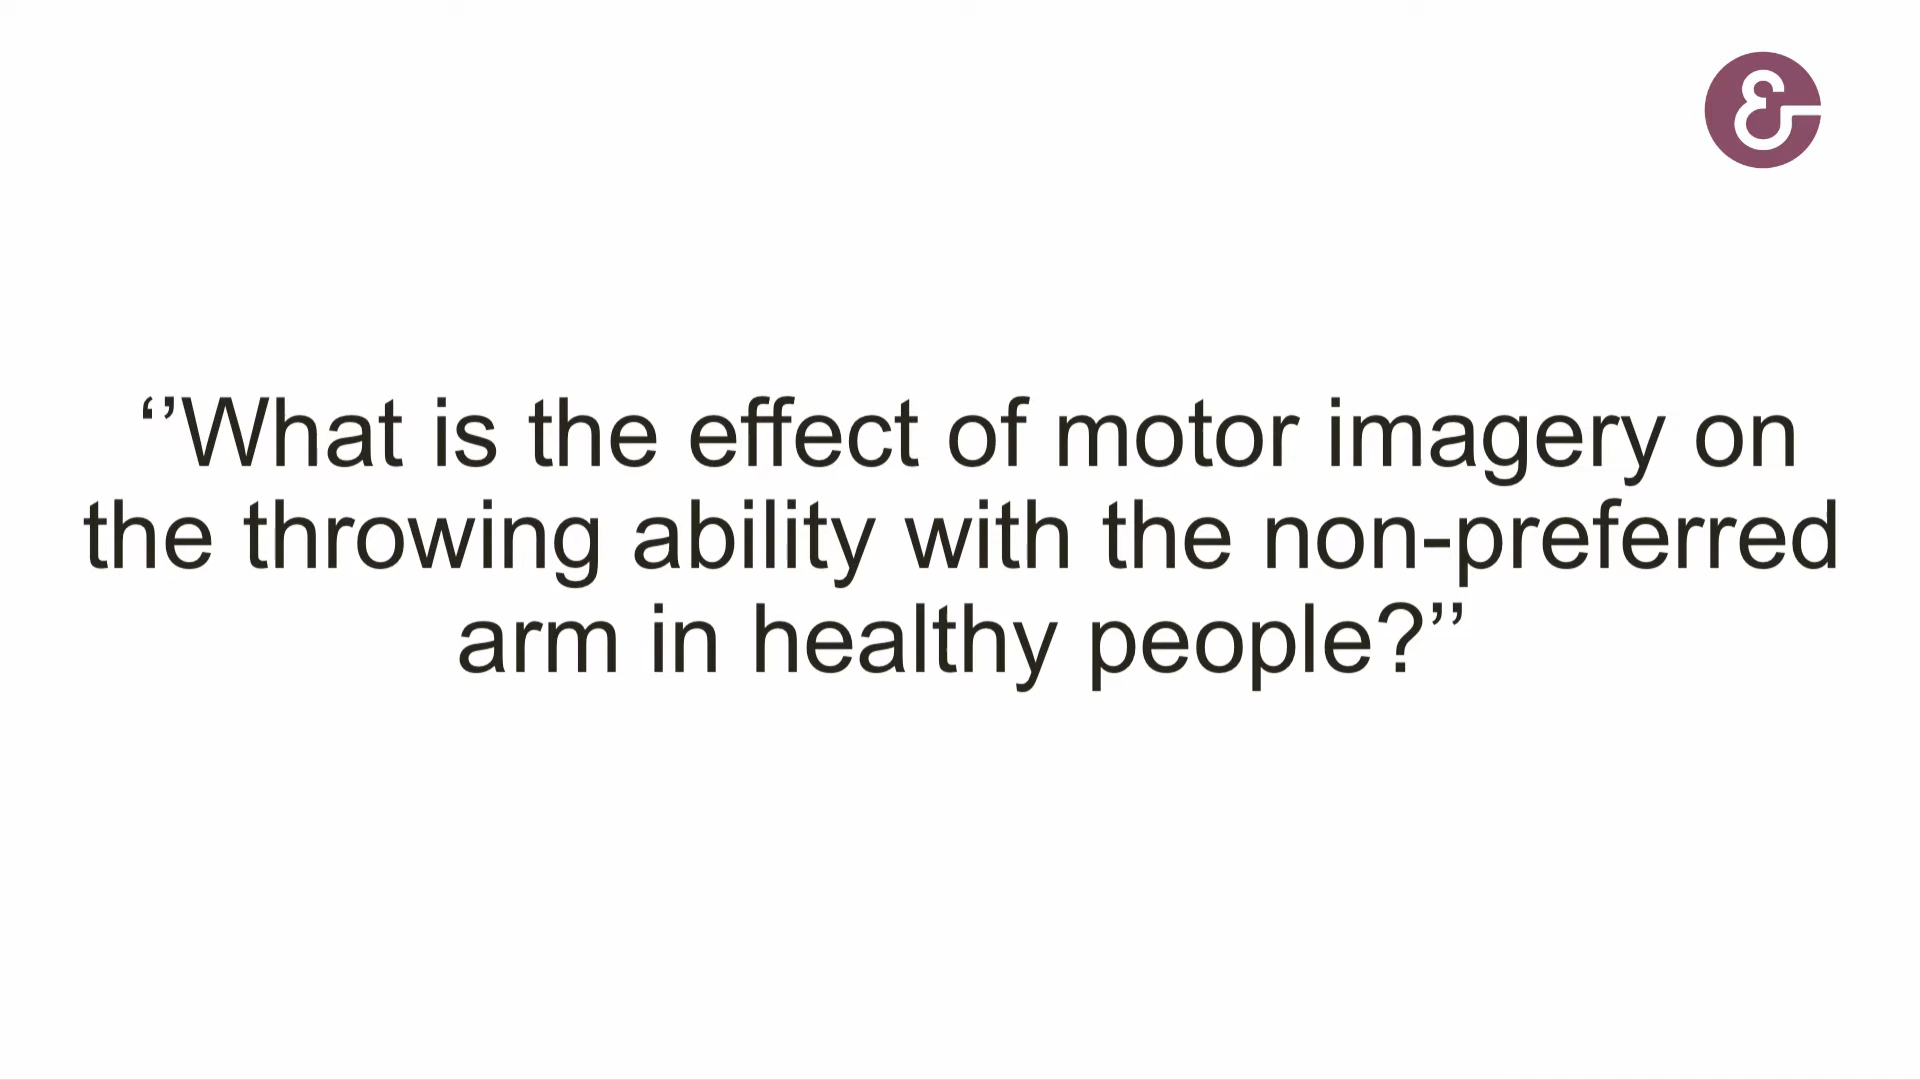 ‘’What is the effect of motor imagery on
the throwing ability with the non-preferred
arm in healthy people?’’
&